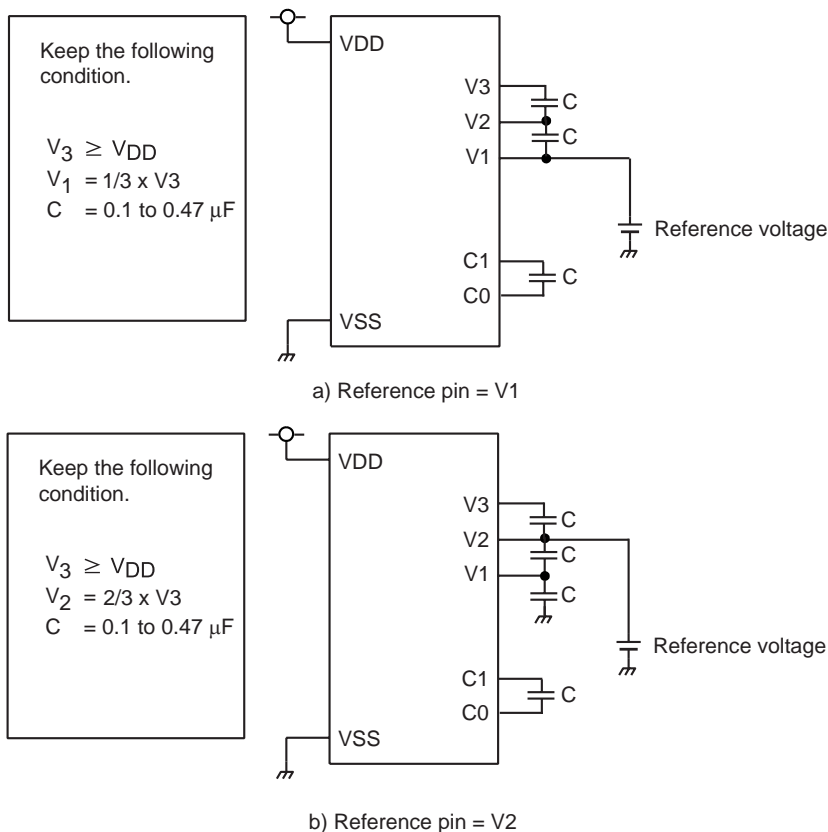 Keep the following
condition.
V3 ≥ VDD
V1 = 1/3 x V3
C = 0.1 to 0.47 μF
VDD
V3
C
V2
C
V1
Reference voltage
C1
C
C0
VSS
a) Reference pin = V1
Keep the following
condition.
V3 ≥ VDD
V2 = 2/3 x V3
C = 0.1 to 0.47 μF
VDD
V3
C
V2
C
V1
C
Reference voltage
C1
C
C0
VSS
b) Reference pin = V2